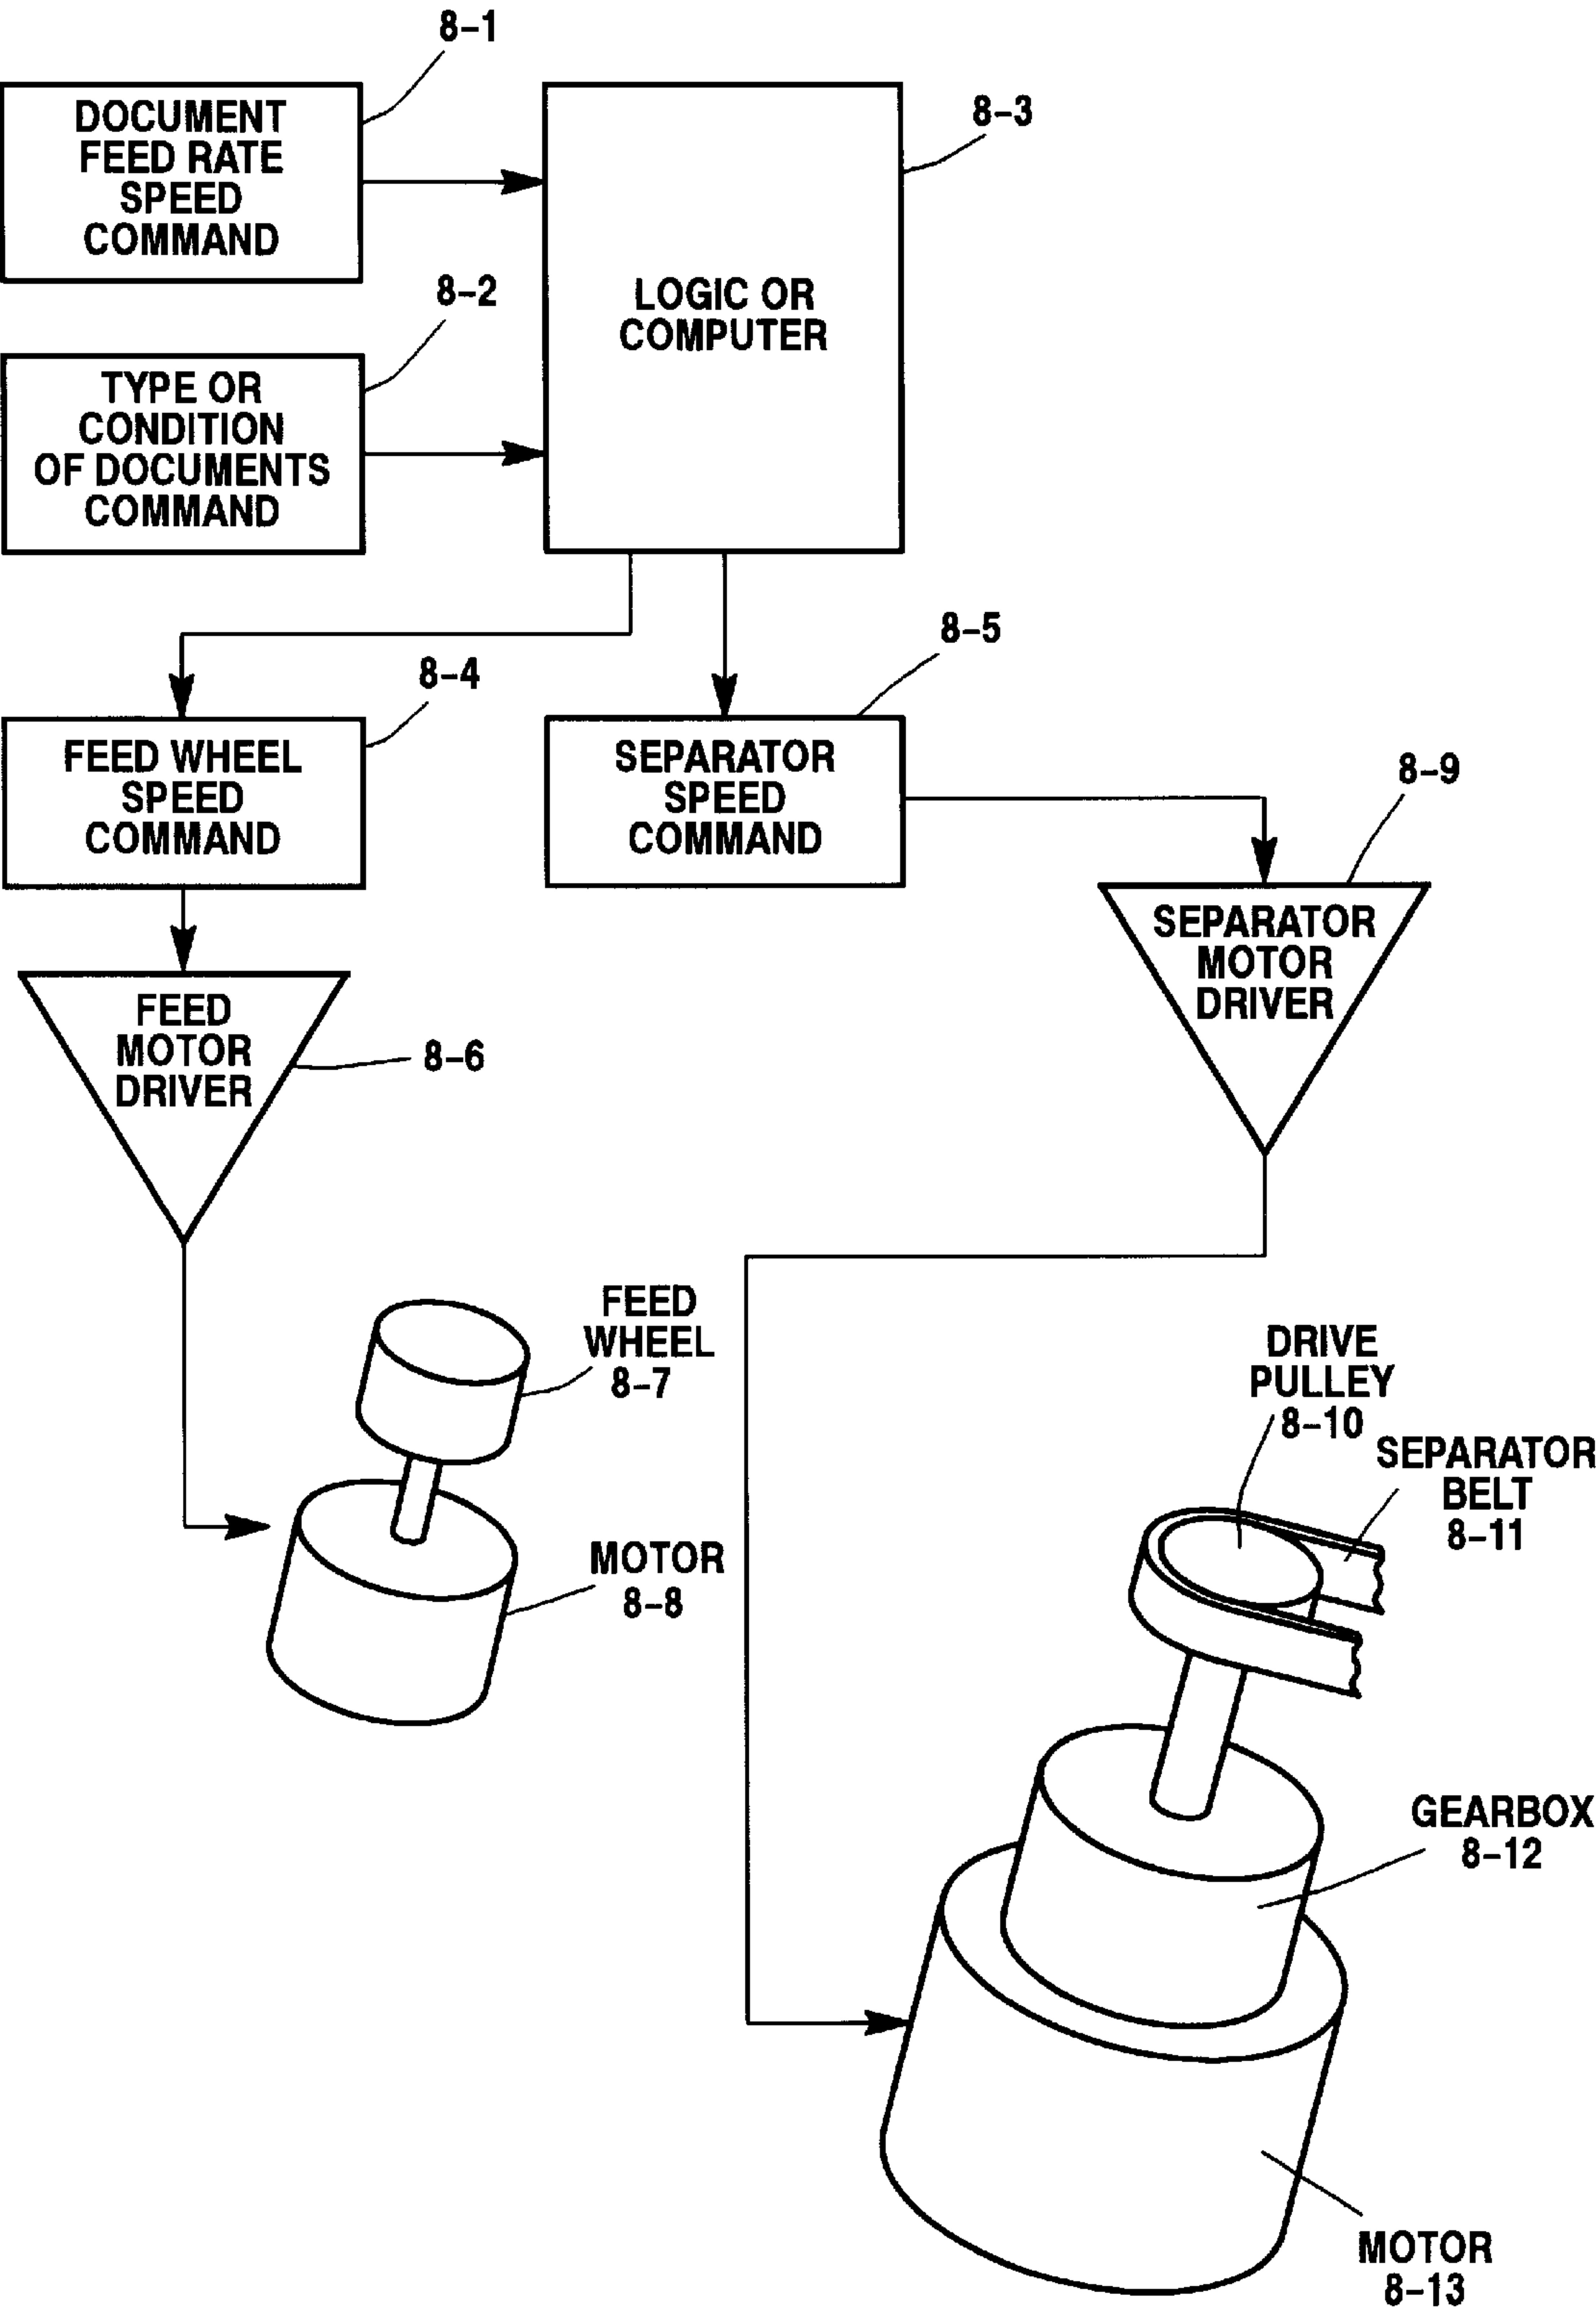 8-1
DOCUMENT
FEED RATE
SPEED
COMMAND
8-3
8-2
LOGIC OR
COMPUTER
TYPE OR
CONDITION
OF DOCUMENTS
COMMAND
8-5
8-4
FEED WHEEL
SPEED
COMMAND
SEPARATOR
SPEED
COMMAND
8-9
SEPARATOR
MOTOR
DRIVER
FEED
MOTOR
DRIVER
8-6
FEED
WHEEL
8-7
DRIVE
PULLEY
8-10
SEPARATOR
BELT
8-11
MOTOR
8-8
GEARBOX
8-12
MOTOR
8-13